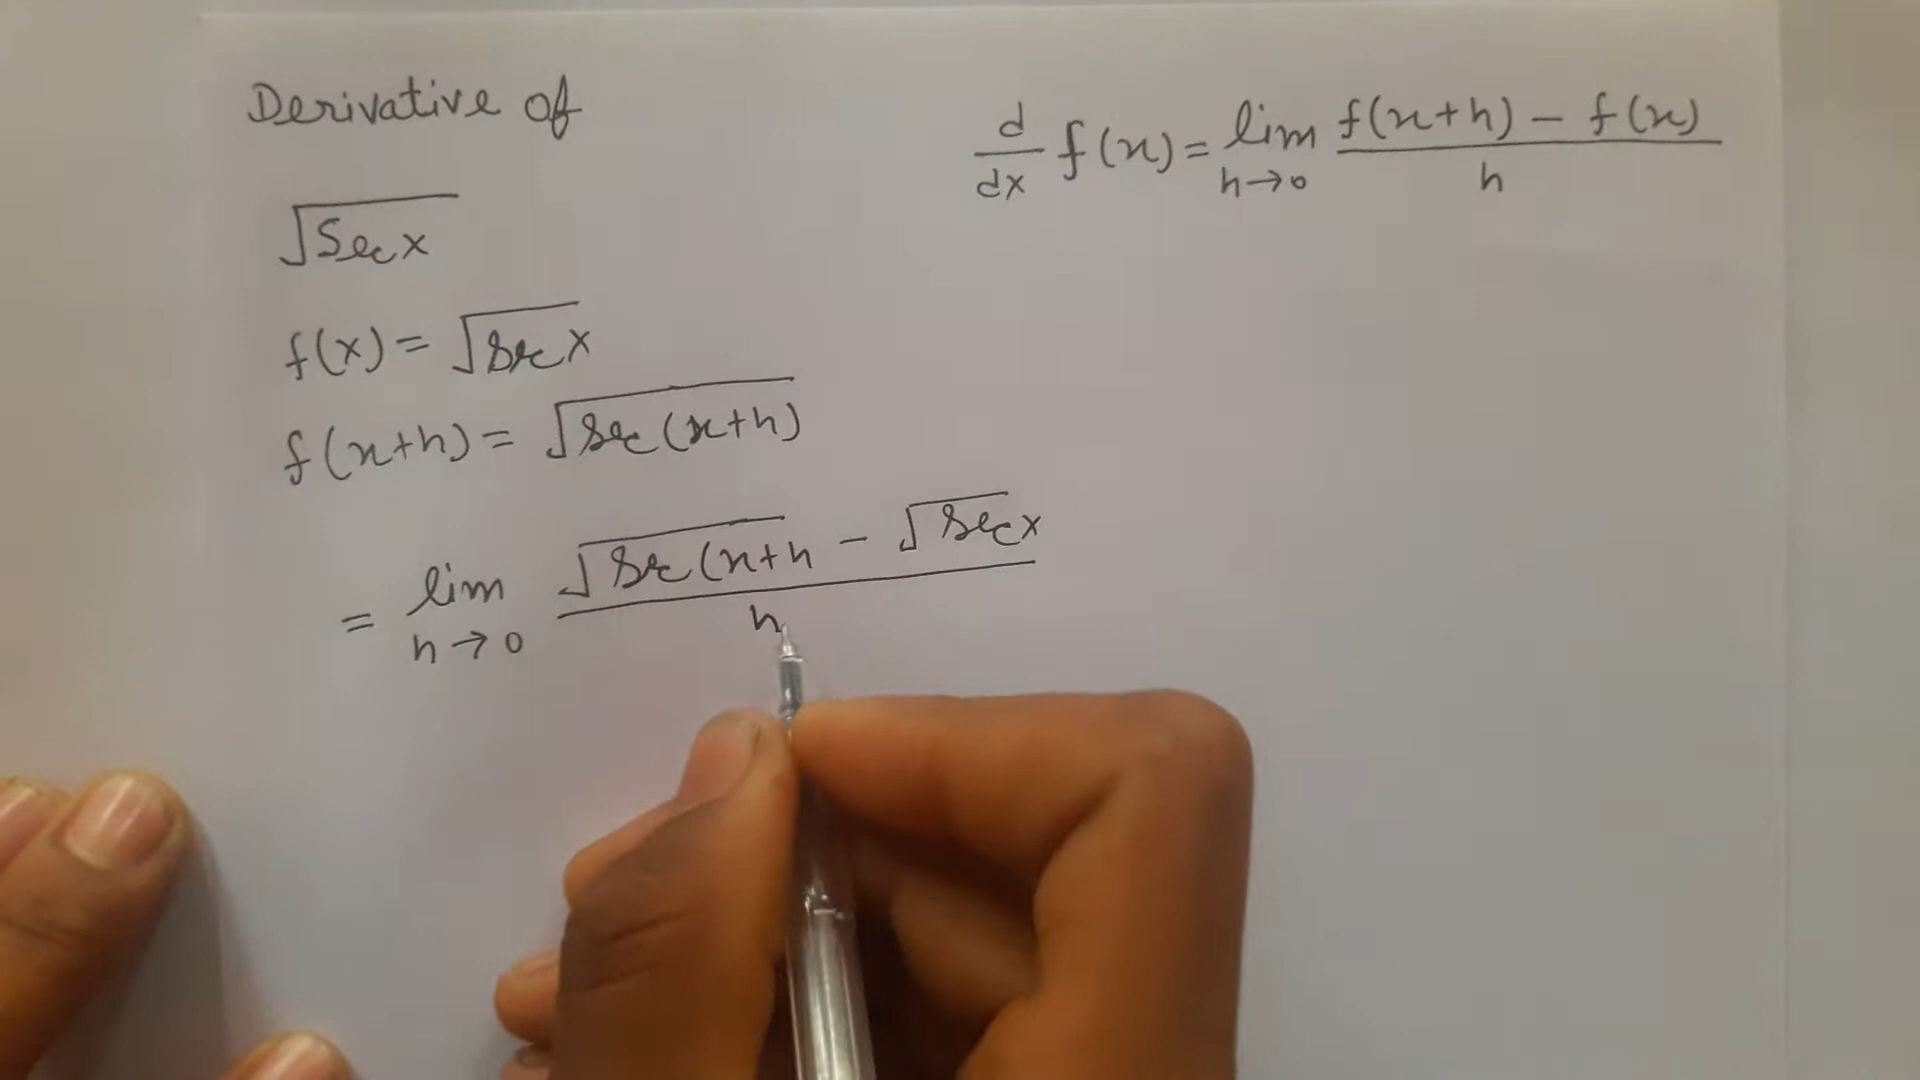 Derivative of
√Sec x
f(x) = √Sec x
f(x+h) = √Sec (x+h)
= lim h→0 √Sec (x+h - √Sec x / h
d/dx f(x) = lim h→0 f(x+h) - f(x) / h